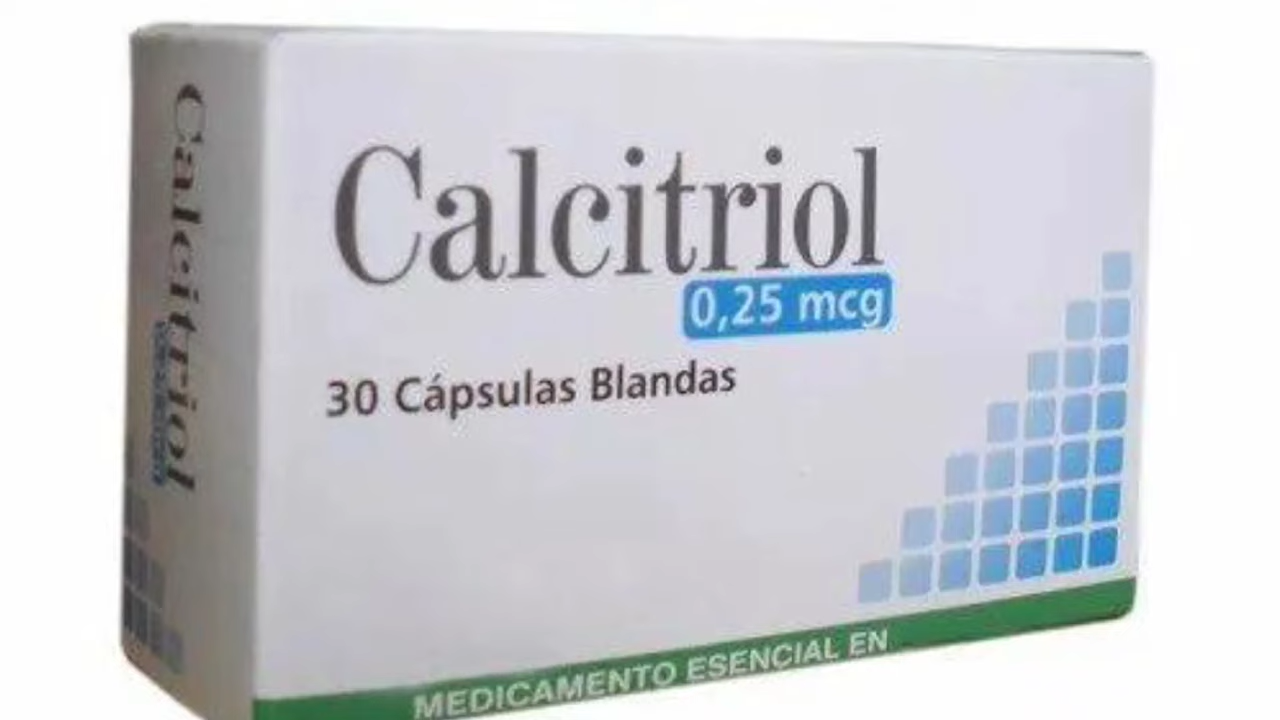 Calcitriol
Calcitriol
0,25 mcg
30 Cápsulas Blandas
MEDICAMENTO ESENCIAL EN